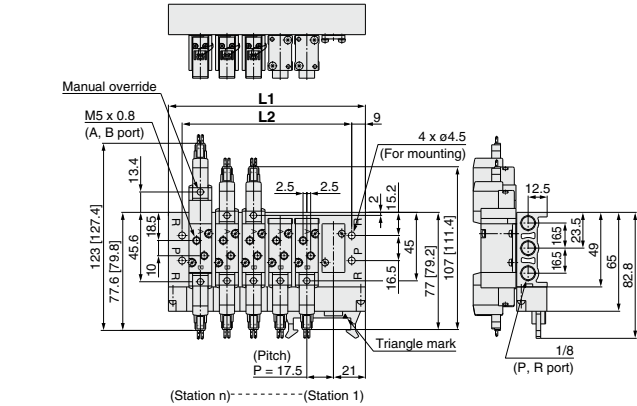 Manual override
L1
M5 x 0.8
(A, B port)
L2
9
4 x ø4.5
(For mounting)
13.4
2.5
2.5
2
15.2
12.5
123 [127.4]
77.6 [79.8]
45.6
18.5
10
R
P
R
R
P
R
45
16.5
77 [79.2]
107 [111.4]
16.5
16.5
23.5
49
65
82.8
(Pitch)
P = 17.5
21
Triangle mark
1/8
(P, R port)
(Station n)
(Station 1)